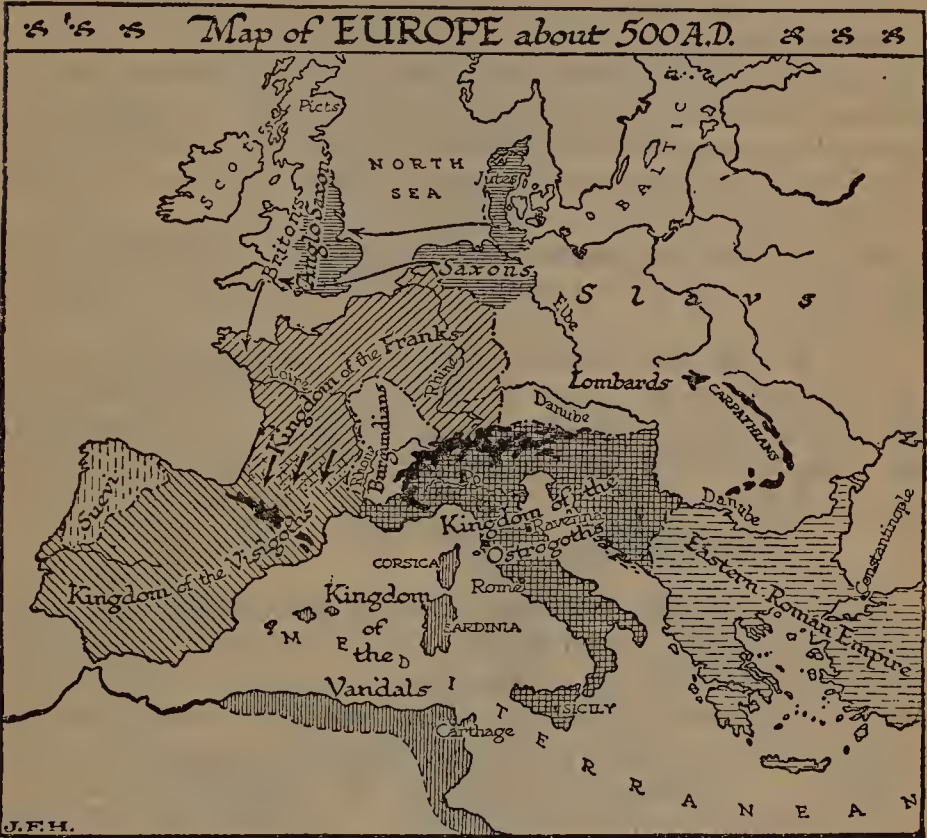 Map of EUROPE about 500 A.D.
Picts
SCOTS
NORTH
SEA
Jutes
BALTIC
Britons
Anglo Saxons
Saxons
Slavs
Elbe
Kingdom of the Franks
Loire
Rhine
Lombards
CARPATHIANS
Danube
Burgundians
Rhone
Suevi
Kingdom of the Visigoths
Kingdom of the
Ostrogoths
Ravenna
Po
Danube
Constantinople
Eastern Roman Empire
CORSICA
Rome
Kingdom
of
the
Vandals
SARDINIA
SICILY
Carthage
MEDITERRANEAN
J.F.H.